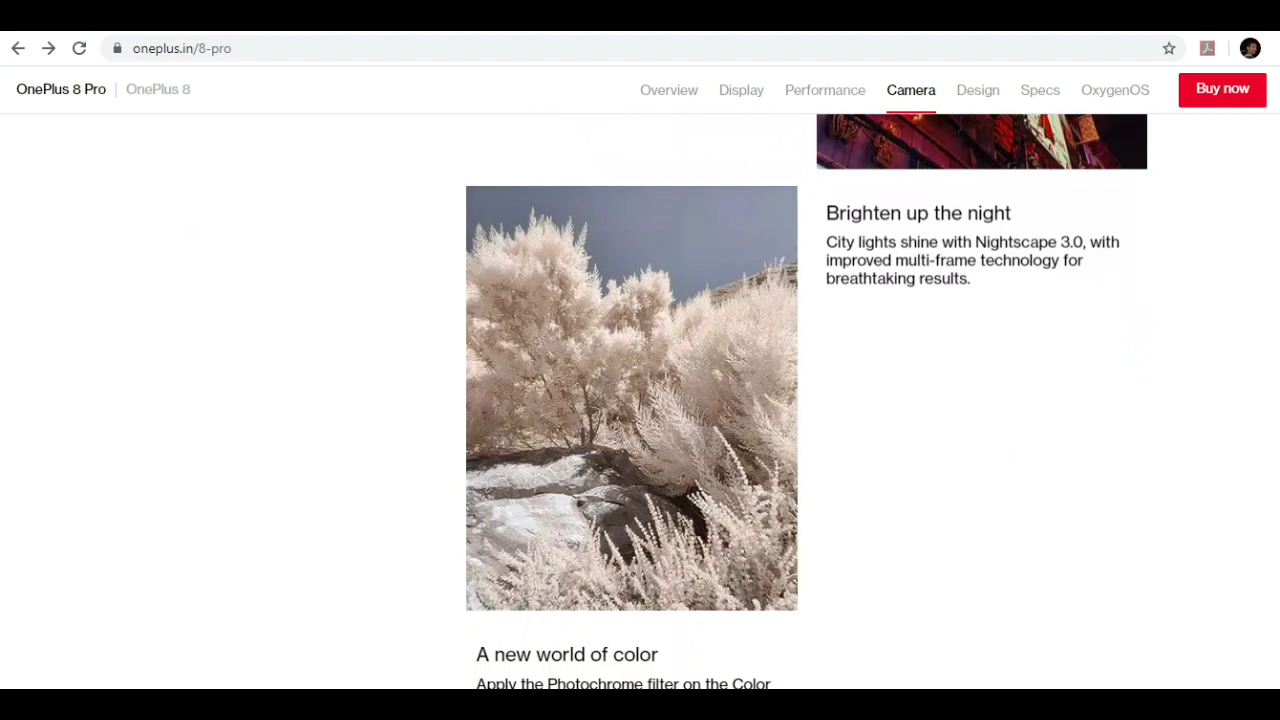 oneplus.in/8-pro
OnePlus 8 Pro | OnePlus 8
Overview Display Performance Camera Design Specs OxygenOS Buy now
Brighten up the night
City lights shine with Nightscape 3.0, with
improved multi-frame technology for
breathtaking results.
A new world of color
Apply the Photochrome filter on the Color